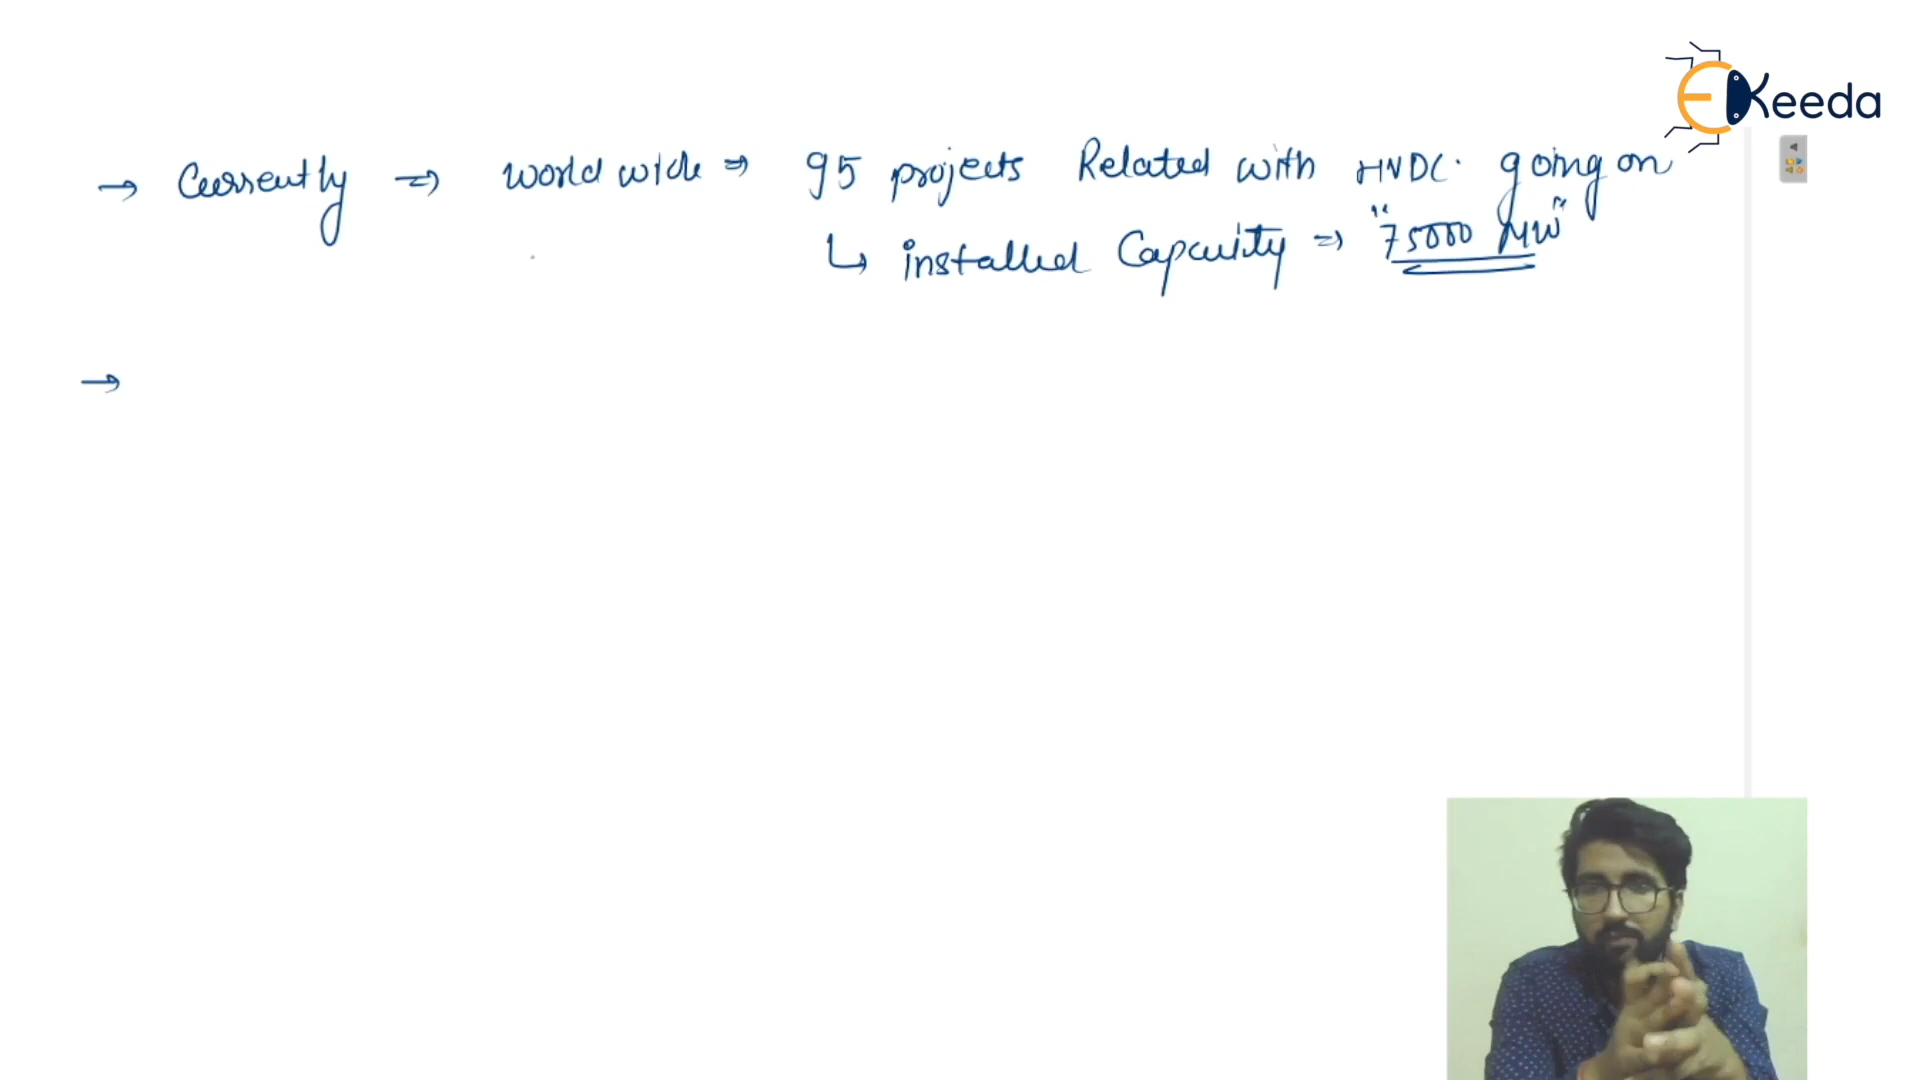 EKeeda
→ Currently ⇒ world wide ⇒ 95 projects Related with HVDC. going on
↳ installed Capacity ⇒ "75000 MW"
→